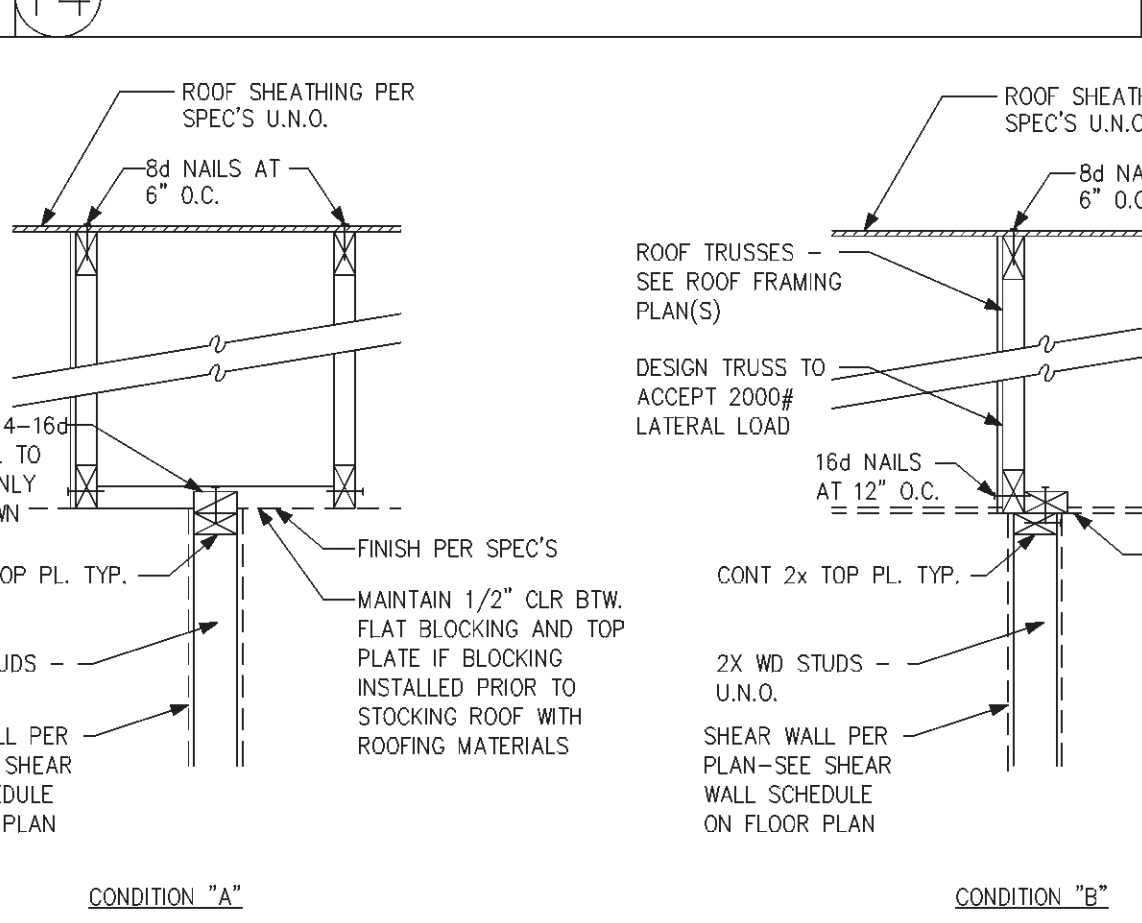 14
ROOF SHEATHING PER
SPEC'S U.N.O.
8d NAILS AT
6" O.C.
4-16d
TO
WN
OP PL. TYP.
UDS -
LL PER
SHEAR
EDULE
PLAN
FINISH PER SPEC'S
MAINTAIN 1/2" CLR BTW.
FLAT BLOCKING AND TOP
PLATE IF BLOCKING
INSTALLED PRIOR TO
STOCKING ROOF WITH
ROOFING MATERIALS
CONDITION "A"
ROOF SHEATH
SPEC'S U.N.O
8d NA
6" O.C
ROOF TRUSSES -
SEE ROOF FRAMING
PLAN(S)
DESIGN TRUSS TO
ACCEPT 2000#
LATERAL LOAD
16d NAILS
AT 12" O.C.
CONT 2x TOP PL. TYP.
2X WD STUDS -
U.N.O.
SHEAR WALL PER
PLAN-SEE SHEAR
WALL SCHEDULE
ON FLOOR PLAN
CONDITION "B"